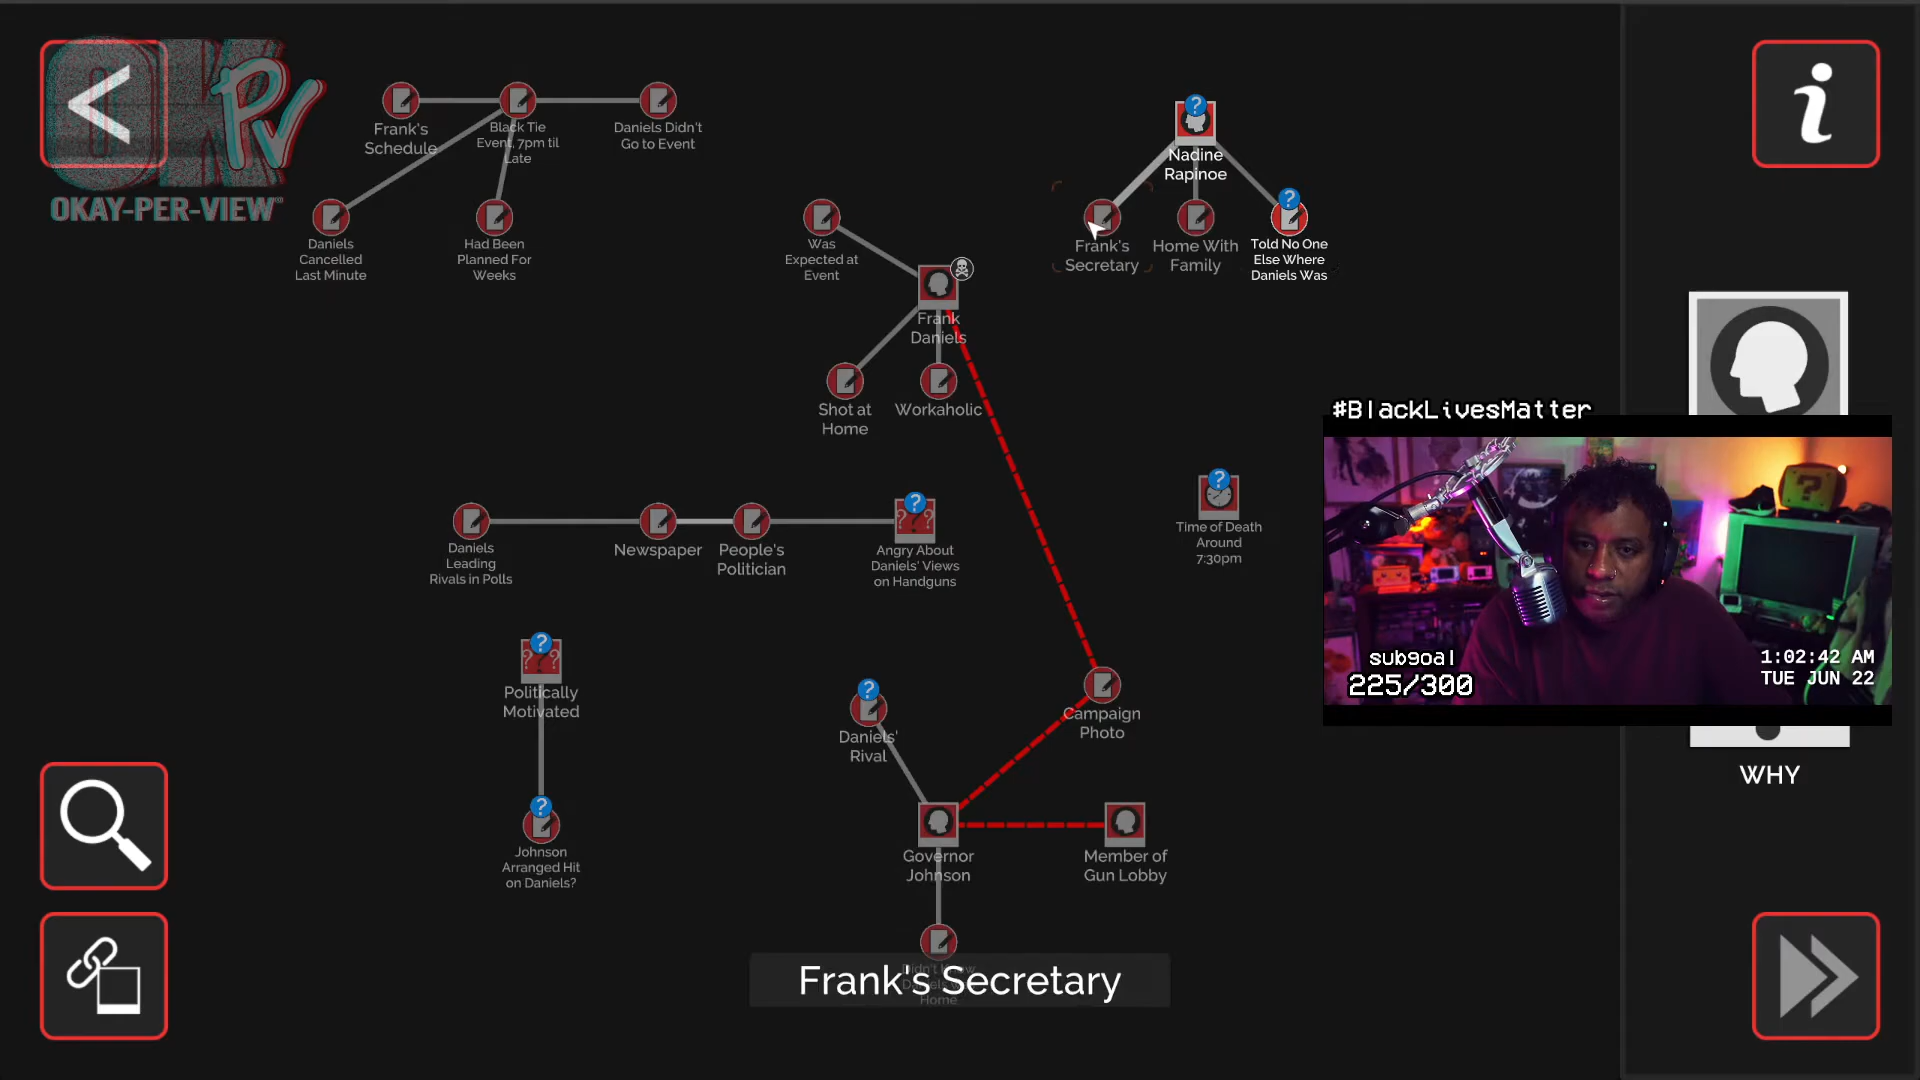 OK
PV
OKAY-PER-VIEW
Frank's
Schedule
Black Tie
Event, 7pm til
Late
Daniels Didn't
Go to Event
Daniels
Cancelled
Last Minute
Had Been
Planned For
Weeks
Nadine
Rapinoe
Frank's
Secretary
Home With
Family
Told No One
Else Where
Daniels Was
Was
Expected at
Event
Frank
Daniels
Shot at
Home
Workaholic
#BlackLivesMatter
Daniels
Leading
Rivals in Polls
Newspaper
People's
Politician
Angry About
Daniels' Views
on Handguns
Time of Death
Around
7:30pm
subgoal
225/300
1:02:42 AM
TUE JUN 22
Politically
Motivated
Daniels'
Rival
Campaign
Photo
WHY
Johnson
Arranged Hit
on Daniels?
Governor
Johnson
Member of
Gun Lobby
Frank's Secretary
Home